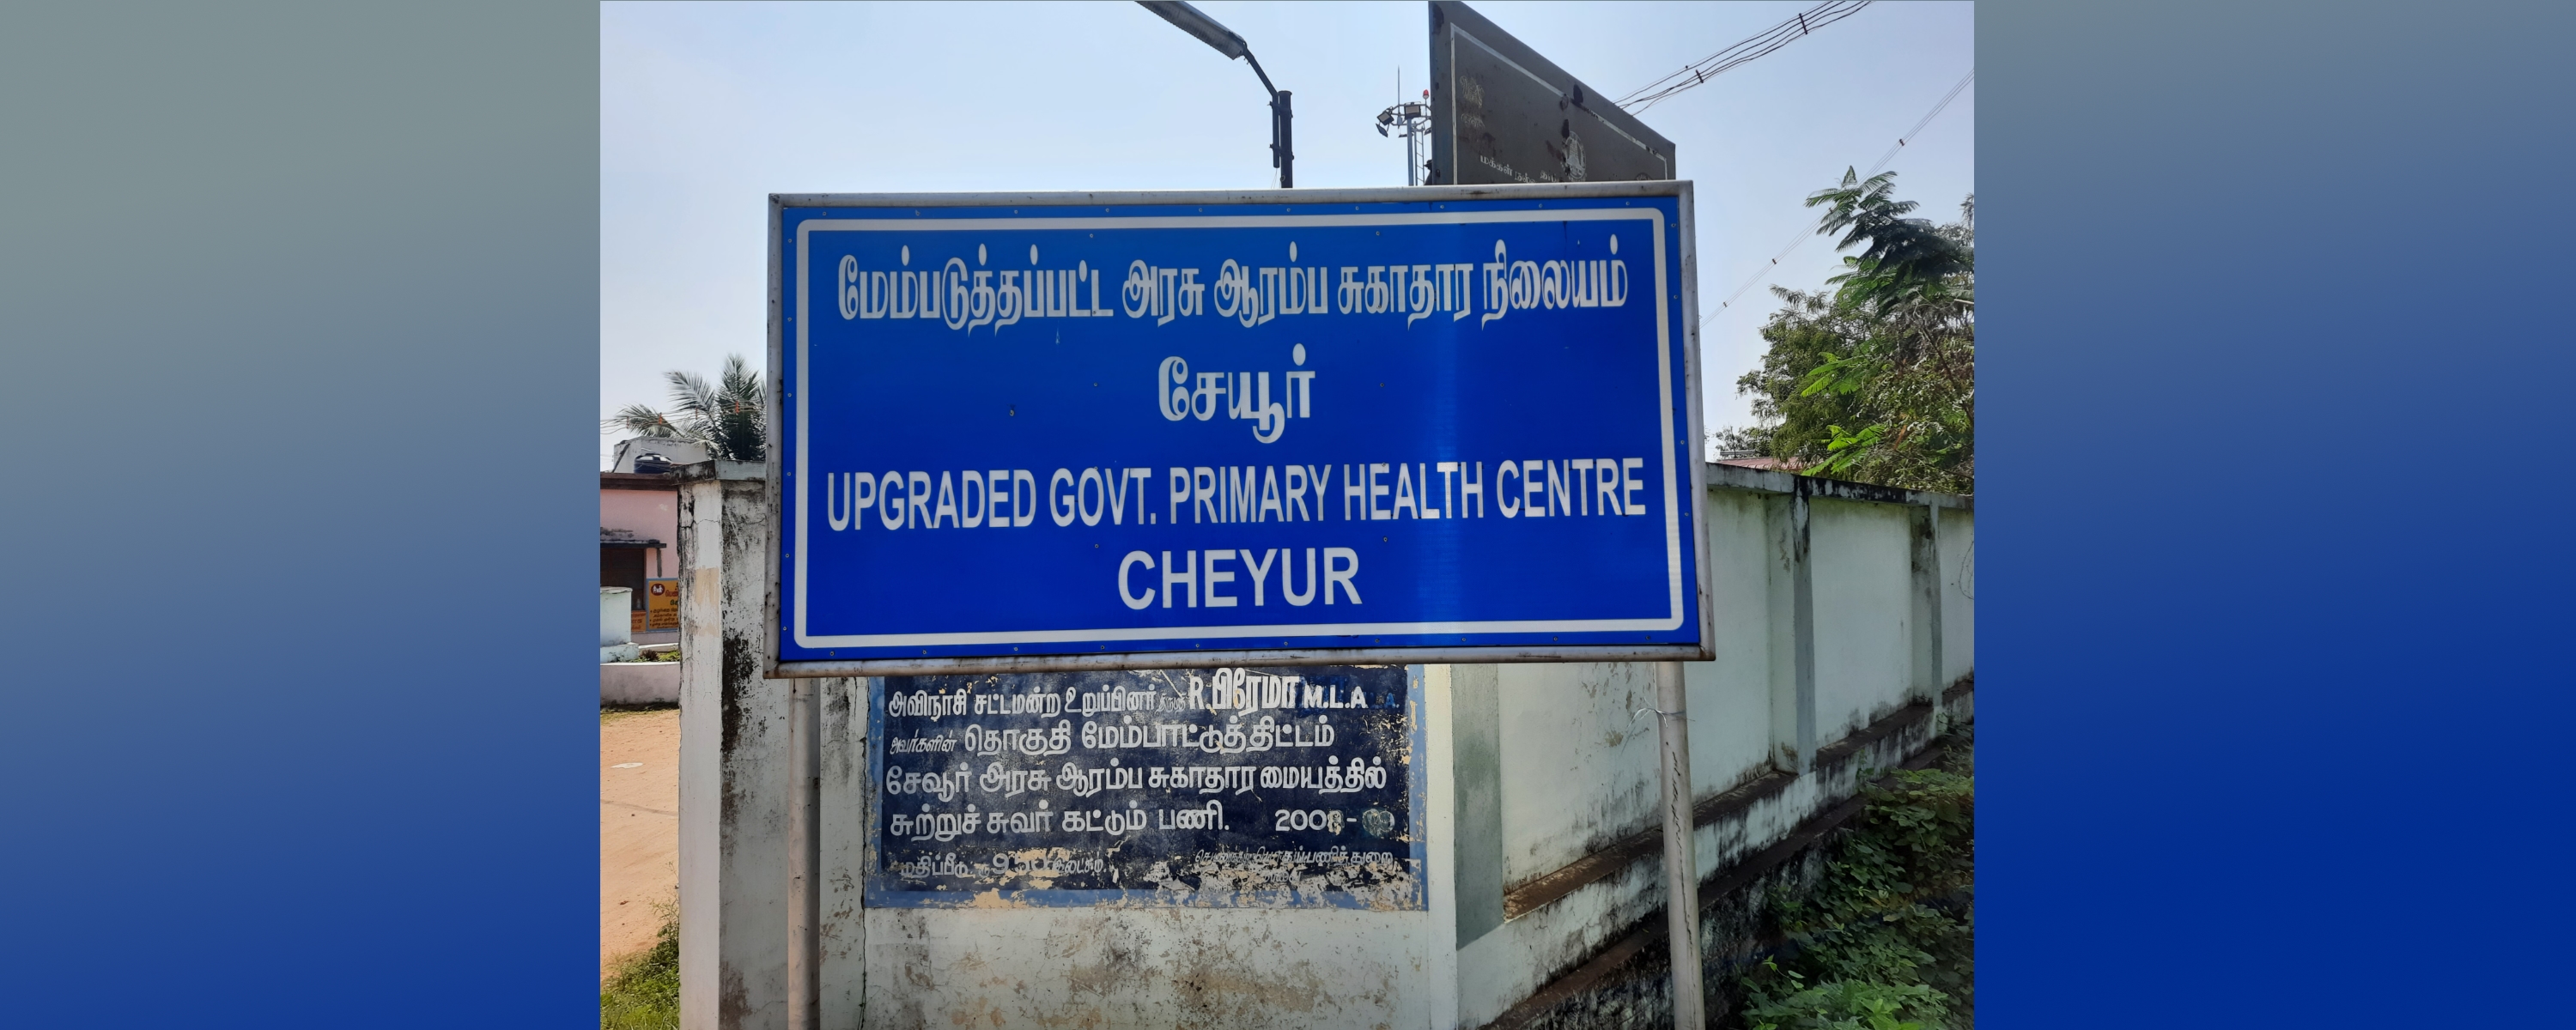 மேம்படுத்தப்பட்ட அரசு ஆரம்ப சுகாதார நிலையம்
சேயூர்
UPGRADED GOVT. PRIMARY HEALTH CENTRE
CHEYUR
அவிநாசி சட்டமன்ற உறுப்பினர் R.பிரேமா M.L.A
அவர்களின் தொகுதி மேம்பாட்டுத்திட்டம்
சேவூர் அரசு ஆரம்ப சுகாதார மையத்தில்
சுற்றுச் சுவர் கட்டும் பணி.
மதிப்பீடு